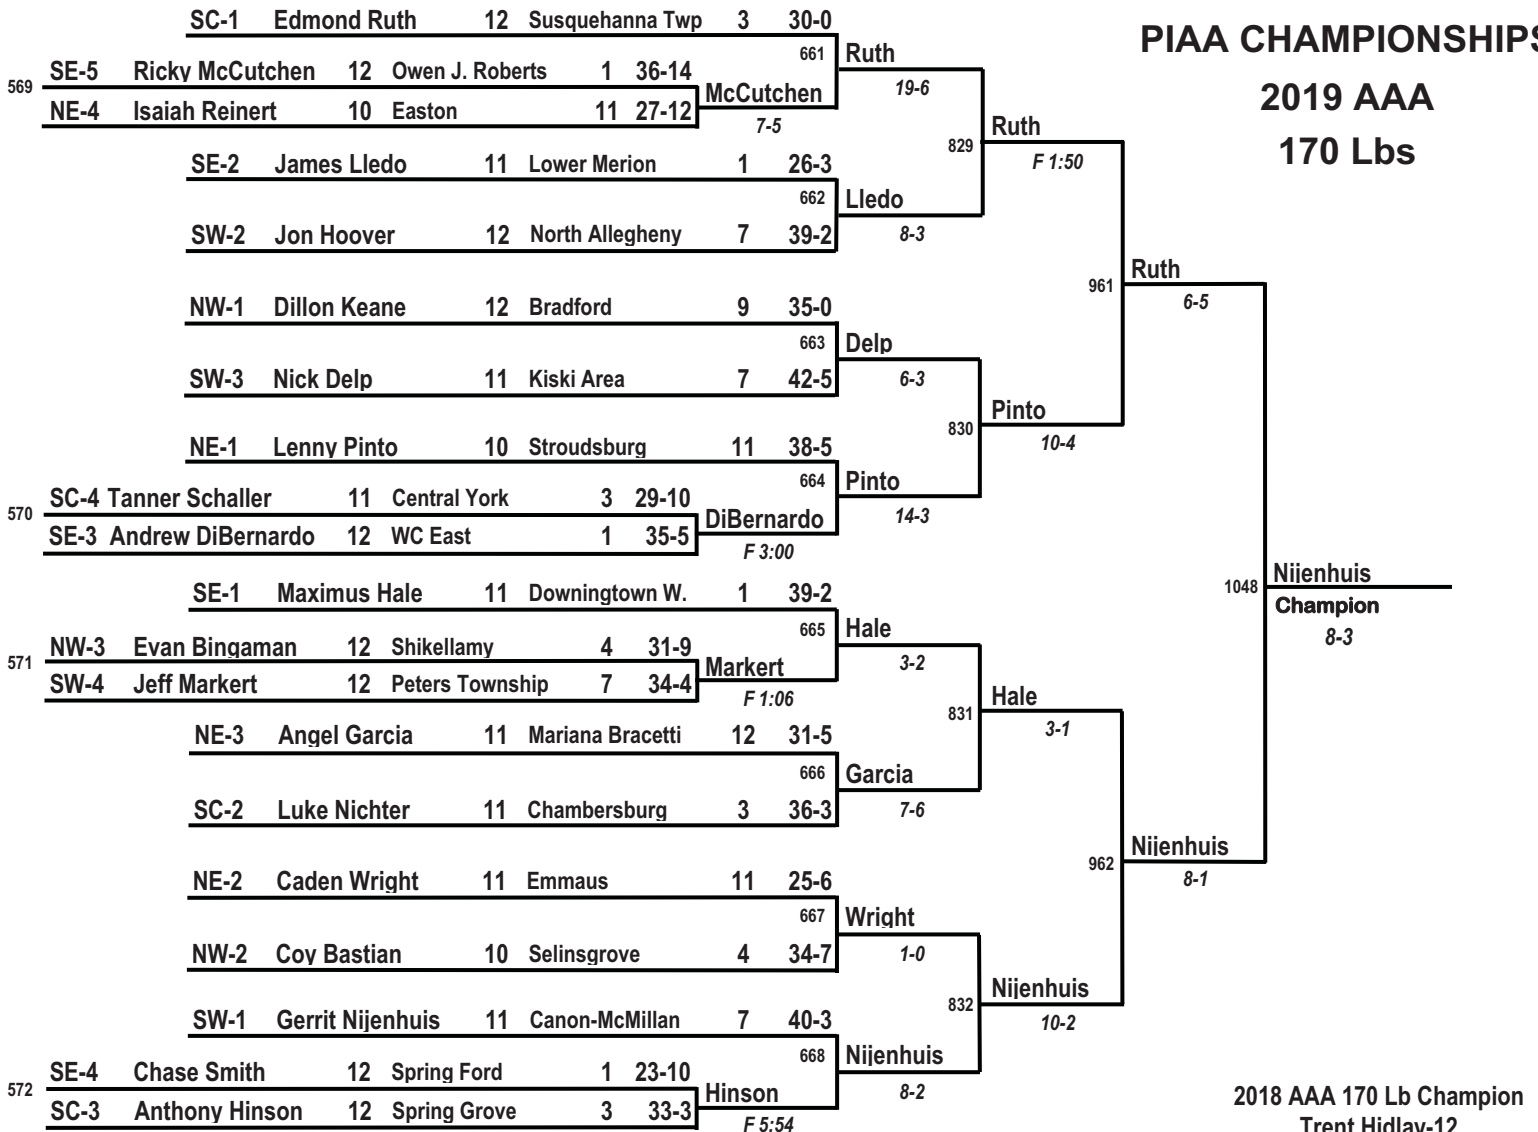 SC-1 Edmond Ruth 12 Susquehanna Twp 3 30-0
PIAA CHAMPIONSHIPS
661 Ruth
569 SE-5 Ricky McCutchen 12 Owen J. Roberts 1 36-14
19-6
2019 AAA
McCutchen
NE-4 Isaiah Reinert 10 Easton 11 27-12
7-5
Ruth
829
170 Lbs
SE-2 James Lledo 11 Lower Merion 1 26-3
F 1:50
662 Lledo
SW-2 Jon Hoover 12 North Allegheny 7 39-2
8-3
Ruth
961
6-5
NW-1 Dillon Keane 12 Bradford 9 35-0
663 Delp
SW-3 Nick Delp 11 Kiski Area 7 42-5
6-3
Pinto
830
10-4
NE-1 Lenny Pinto 10 Stroudsburg 11 38-5
664 Pinto
SC-4 Tanner Schaller 11 Central York 3 29-10
570
DiBernardo
14-3
SE-3 Andrew DiBernardo 12 WC East 1 35-5
F 3:00
Nijenhuis
1048
SE-1 Maximus Hale 11 Downingtown W. 1 39-2
Champion
665 Hale
8-3
NW-3 Evan Bingaman 12 Shikellamy 4 31-9
571
Markert
3-2
SW-4 Jeff Markert 12 Peters Township 7 34-4
F 1:06
Hale
831
3-1
NE-3 Angel Garcia 11 Mariana Bracetti 12 31-5
666 Garcia
SC-2 Luke Nichter 11 Chambersburg 3 36-3
7-6
Nijenhuis
962
8-1
NE-2 Caden Wright 11 Emmaus 11 25-6
667 Wright
NW-2 Coy Bastian 10 Selinsgrove 4 34-7
1-0
Nijenhuis
832
10-2
SW-1 Gerrit Nijenhuis 11 Canon-McMillan 7 40-3
668 Nijenhuis
SE-4 Chase Smith 12 Spring Ford 1 23-10
572
Hinson
8-2
2018 AAA 170 Lb Champion
SC-3 Anthony Hinson 12 Spring Grove 3 33-3
F 5:54
Trent Hidlay-12